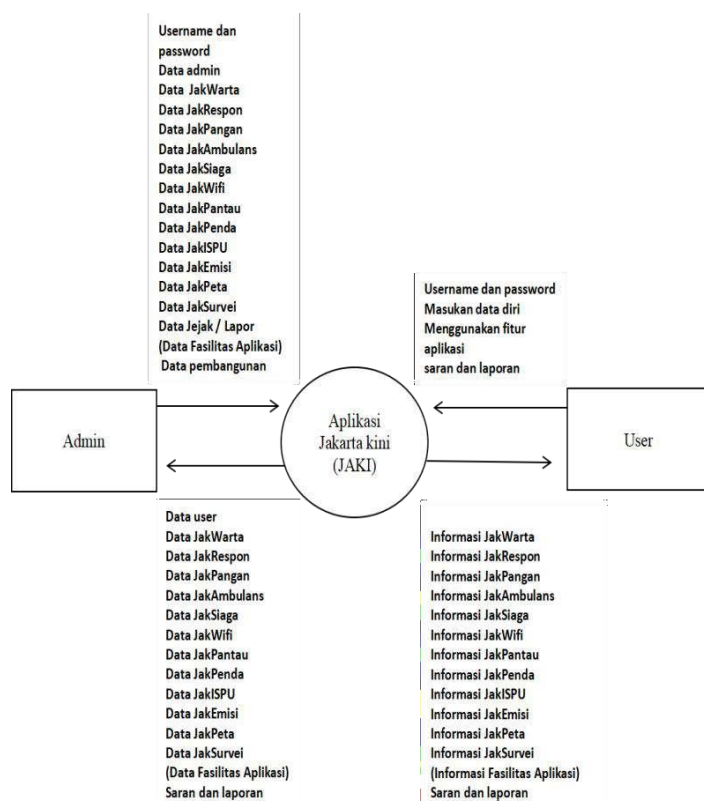 Username dan
password
Data admin
Data JakWarta
Data JakRespon
Data JakPangan
Data JakAmbulans
Data JakSiaga
Data JakWifi
Data JakPantau
Data JakPenda
Data JakISPU
Data JakEmisi
Data JakPeta
Data JakSurvei
Data Jejak / Lapor
(Data Fasilitas Aplikasi)
Data pembangunan
Username dan password
Masukan data diri
Menggunakan fitur
aplikasi
saran dan laporan
Admin
Aplikasi
Jakarta kini
(JAKI)
User
Data user
Data JakWarta
Data JakRespon
Data JakPangan
Data JakAmbulans
Data JakSiaga
Data JakWifi
Data JakPantau
Data JakPenda
Data JakISPU
Data JakEmisi
Data JakPeta
Data JakSurvei
(Data Fasilitas Aplikasi)
Saran dan laporan
Informasi JakWarta
Informasi JakRespon
Informasi JakPangan
Informasi JakAmbulans
Informasi JakSiaga
Informasi JakWifi
Informasi JakPantau
Informasi JakPenda
Informasi JakISPU
Informasi JakEmisi
Informasi JakPeta
Informasi JakSurvei
(Informasi Fasilitas Aplikasi)
Saran dan laporan